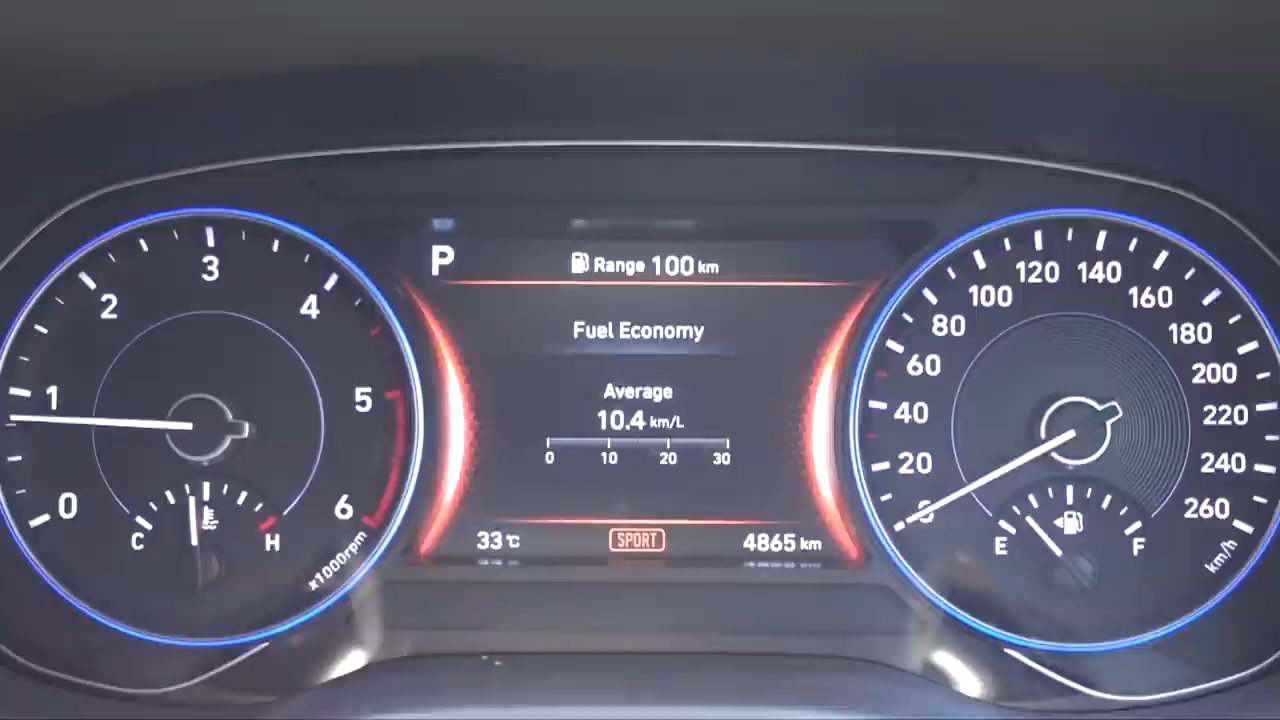 P
Range 100 km
Fuel Economy
Average
10.4 km/L
0 10 20 30
33 °C
SPORT
4865 km
0 1 2 3 4 5 6
x1000rpm
C H
20 40 60 80 100 120 140 160 180 200 220 240 260
km/h
E F